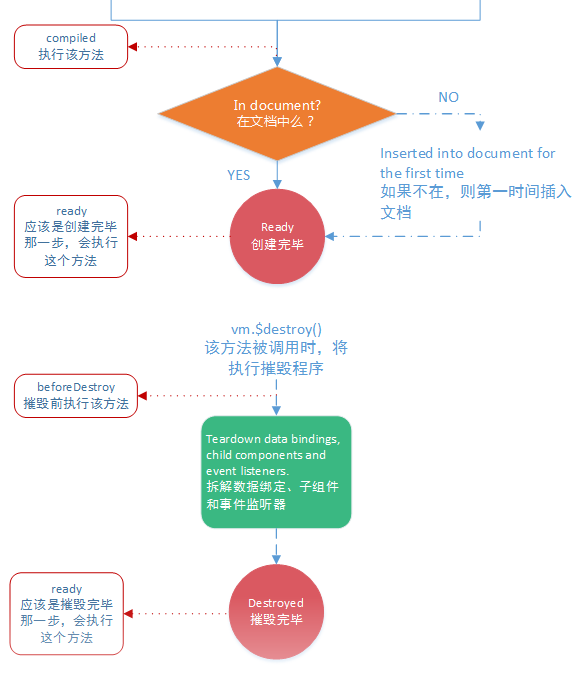 compiled
执行该方法
In document?
在文档中么？
NO
YES
Inserted into document for
the first time
如果不在，则第一时间插入
文档
ready
应该是创建完毕
那一步，会执行
这个方法
Ready
创建完毕
vm.$destroy()
该方法被调用时，将
执行摧毁程序
beforeDestroy
摧毁前执行该方法
Teardown data bindings,
child components and
event listeners.
拆解数据绑定、子组件
和事件监听器
ready
应该是摧毁完毕
那一步，会执行
这个方法
Destroyed
摧毁完毕